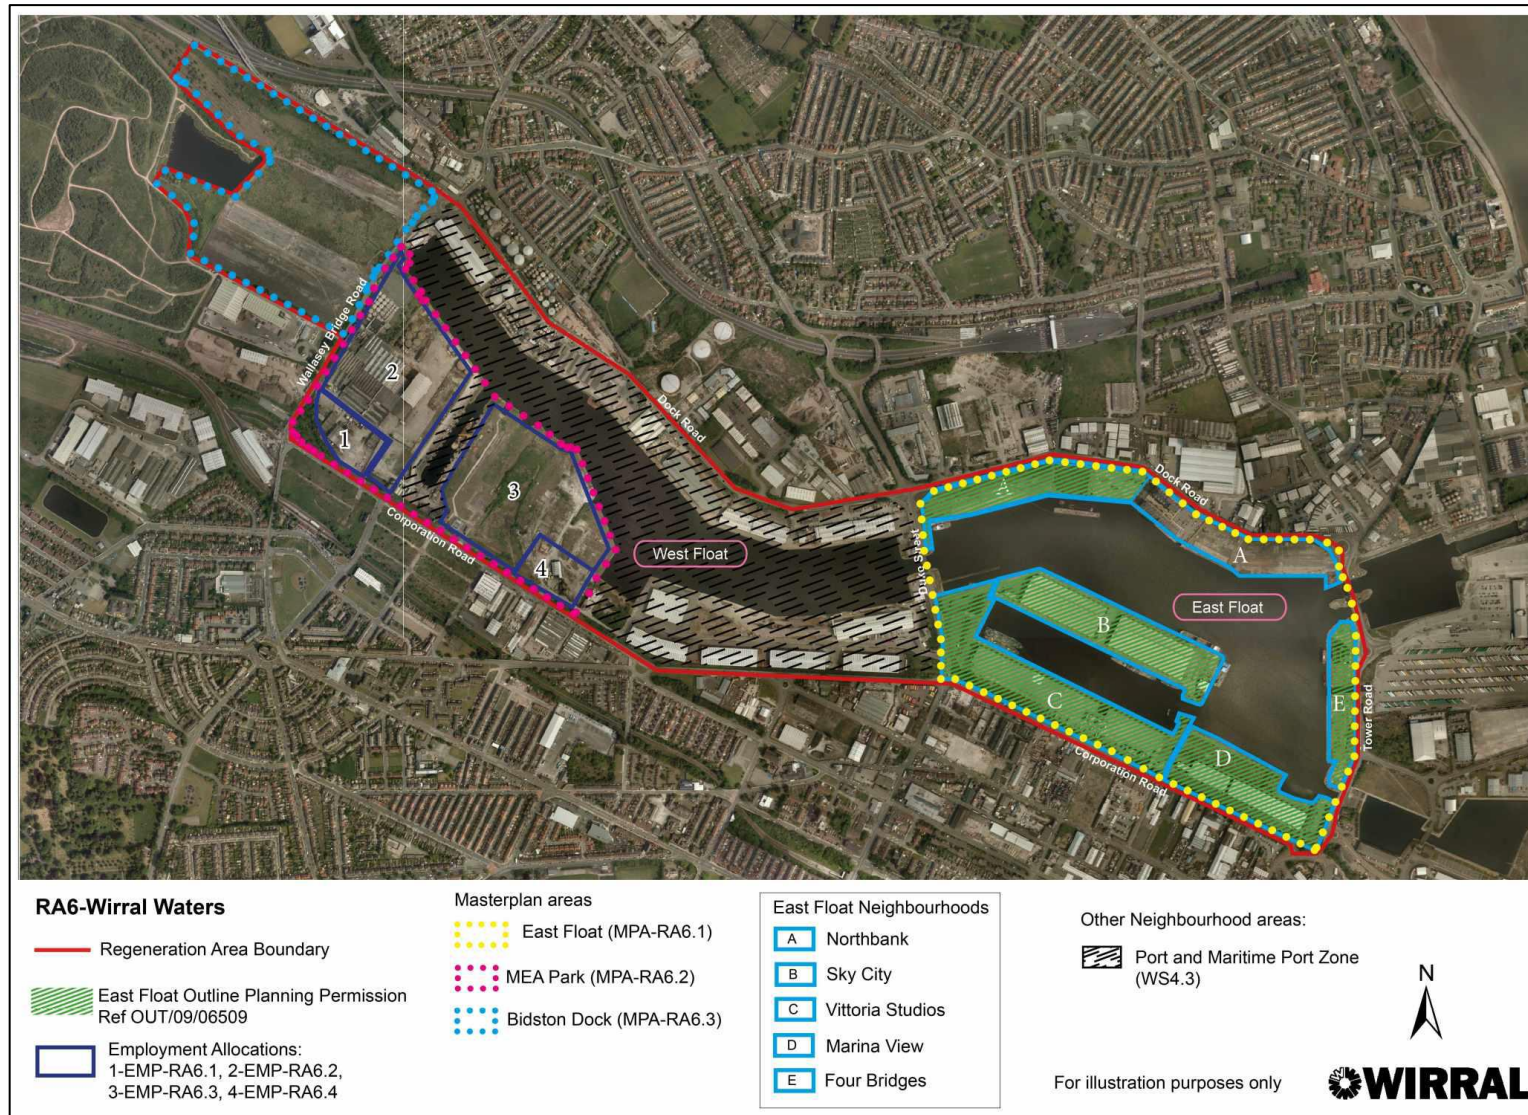 Wallasey Bridge Road
2
1
3
4
Corporation Road
Dock Road
West Float
Duke Street
A
Dock Road
A
East Float
B
C
D
E
Tower Road
Corporation Road
RA6-Wirral Waters
Regeneration Area Boundary
East Float Outline Planning Permission
Ref OUT/09/06509
Employment Allocations:
1-EMP-RA6.1, 2-EMP-RA6.2,
3-EMP-RA6.3, 4-EMP-RA6.4
Masterplan areas
East Float (MPA-RA6.1)
MEA Park (MPA-RA6.2)
Bidston Dock (MPA-RA6.3)
East Float Neighbourhoods
A Northbank
B Sky City
C Vittoria Studios
D Marina View
E Four Bridges
Other Neighbourhood areas:
Port and Maritime Port Zone
(WS4.3)
N
For illustration purposes only
WIRRAL